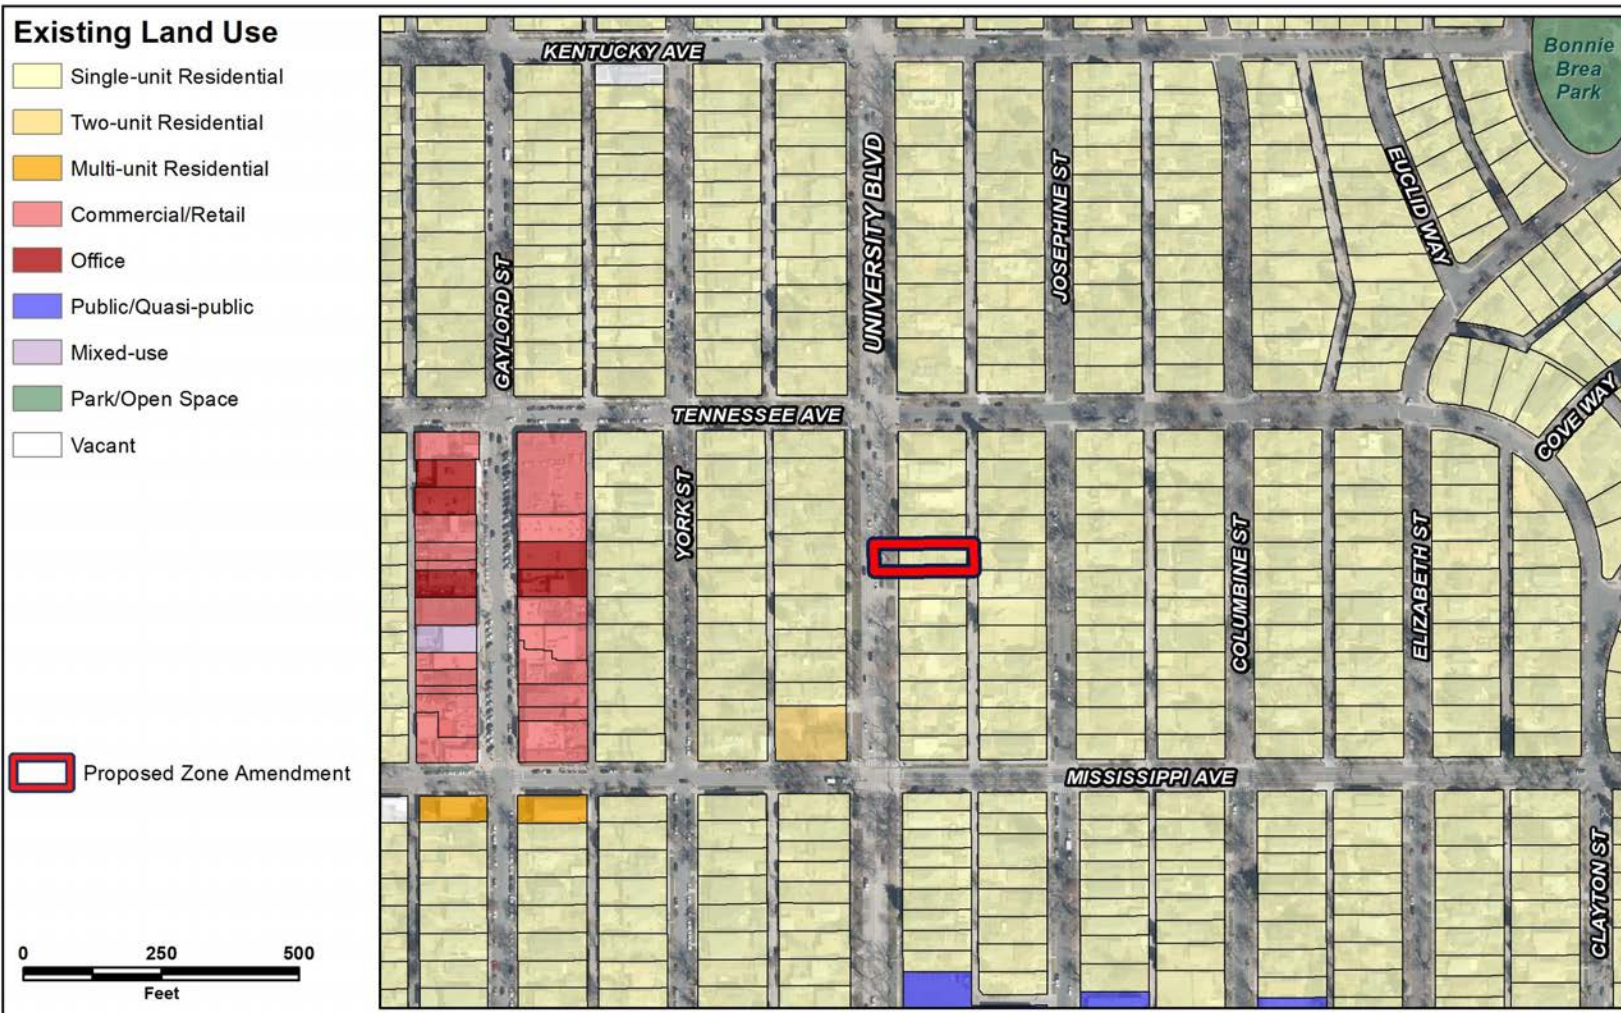 Existing Land Use
Single-unit Residential
Two-unit Residential
Multi-unit Residential
Commercial/Retail
Office
Public/Quasi-public
Mixed-use
Park/Open Space
Vacant
Proposed Zone Amendment
0 250 500
Feet
KENTUCKY AVE
Bonnie
Brea
Park
UNIVERSITY BLVD
JOSEPHINE ST
EUCLID WAY
GAYLORD ST
TENNESSEE AVE
COVE WAY
YORK ST
COLUMBINE ST
ELIZABETH ST
MISSISSIPPI AVE
CLAYTON ST